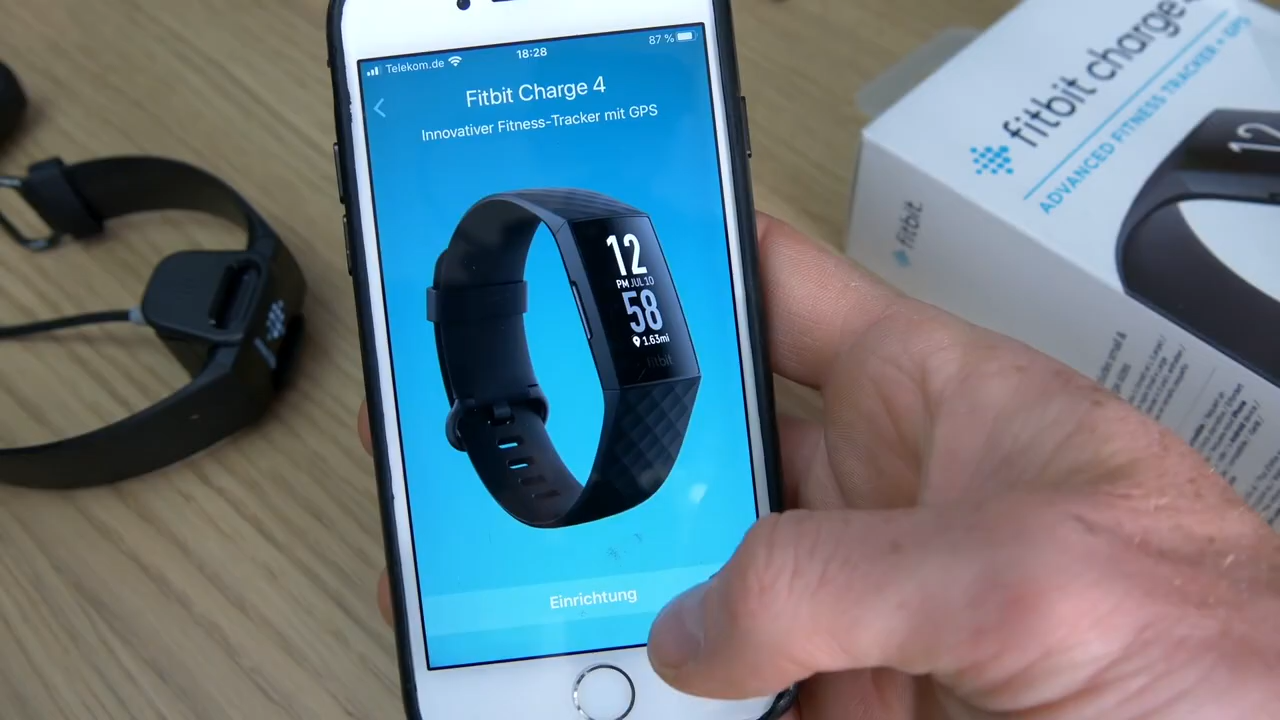 Telekom.de
18:28
87 %
Fitbit Charge 4
Innovativer Fitness-Tracker mit GPS
12
PM JUL 10
58
1.63mi
fitbit
Einrichtung
fitbit charge
ADVANCED FITNESS TRACKER + GPS
12
fitbit